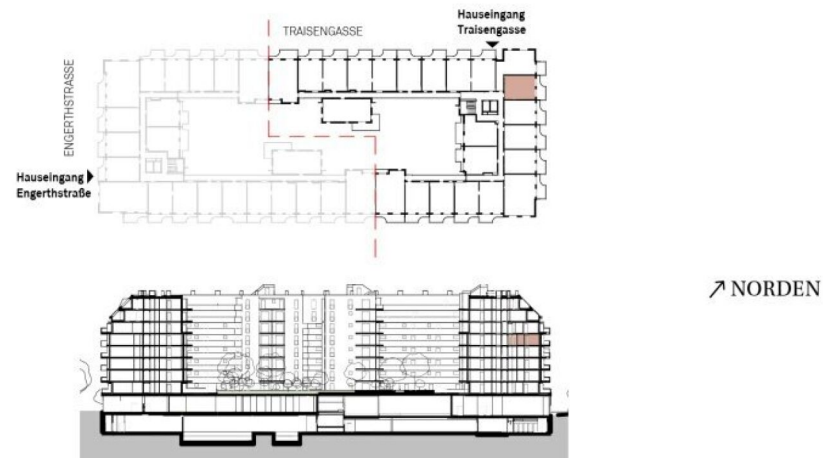 TRAISENGASSE
Hauseingang
Traisengasse
ENGERTHSTRASSE
Hauseingang
Engerthstraße
NORDEN